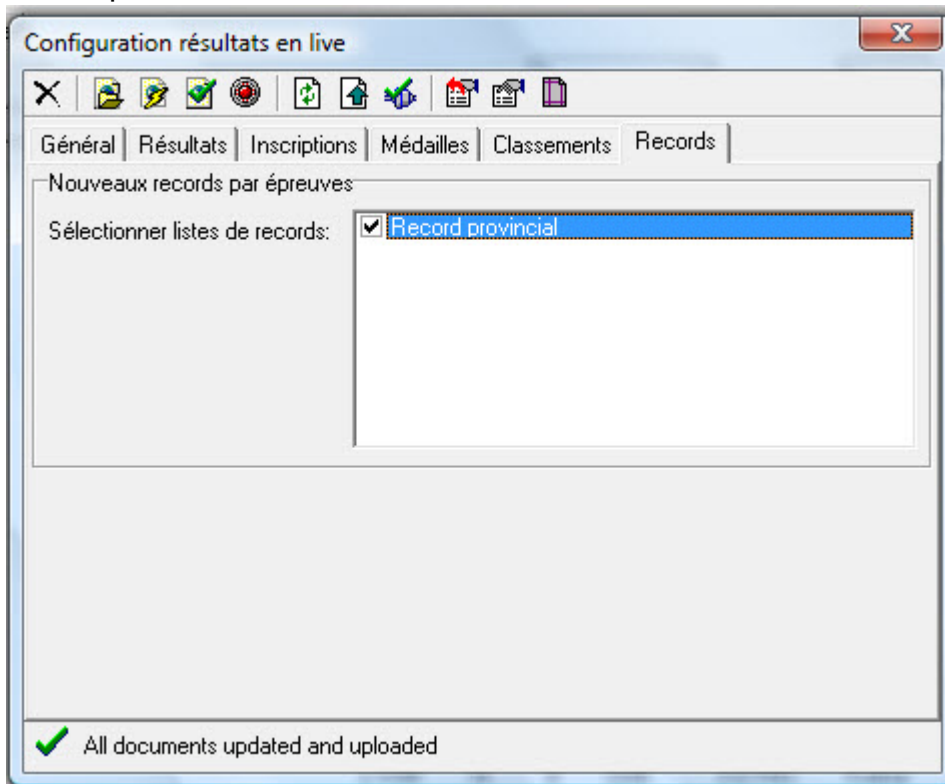 Configuration résultats en live
Général Résultats Inscriptions Médailles Classements Records
Nouveaux records par épreuves
Sélectionner listes de records: Record provincial
All documents updated and uploaded